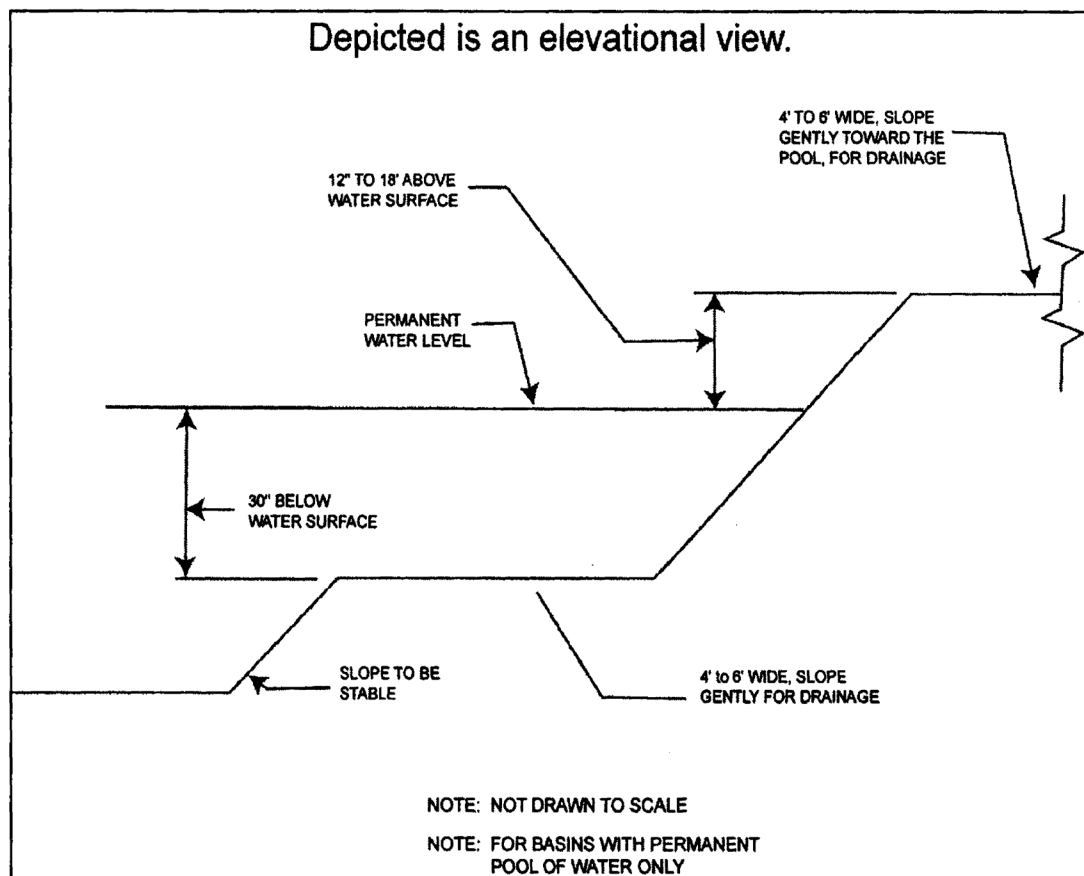 Depicted is an elevational view.
4' TO 6' WIDE, SLOPE
GENTLY TOWARD THE
POOL, FOR DRAINAGE
12" TO 18' ABOVE
WATER SURFACE
PERMANENT
WATER LEVEL
30" BELOW
WATER SURFACE
SLOPE TO BE
STABLE
4' to 6' WIDE, SLOPE
GENTLY FOR DRAINAGE
NOTE: NOT DRAWN TO SCALE
NOTE: FOR BASINS WITH PERMANENT
POOL OF WATER ONLY